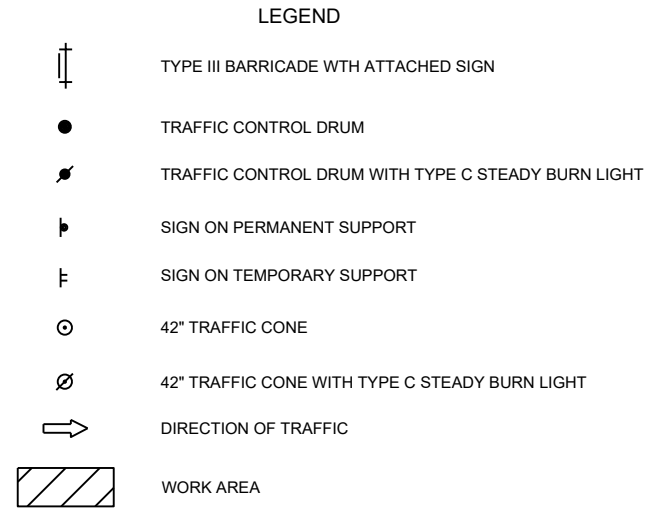 LEGEND
TYPE III BARRICADE WTH ATTACHED SIGN
TRAFFIC CONTROL DRUM
TRAFFIC CONTROL DRUM WITH TYPE C STEADY BURN LIGHT
SIGN ON PERMANENT SUPPORT
SIGN ON TEMPORARY SUPPORT
42" TRAFFIC CONE
42" TRAFFIC CONE WITH TYPE C STEADY BURN LIGHT
DIRECTION OF TRAFFIC
WORK AREA